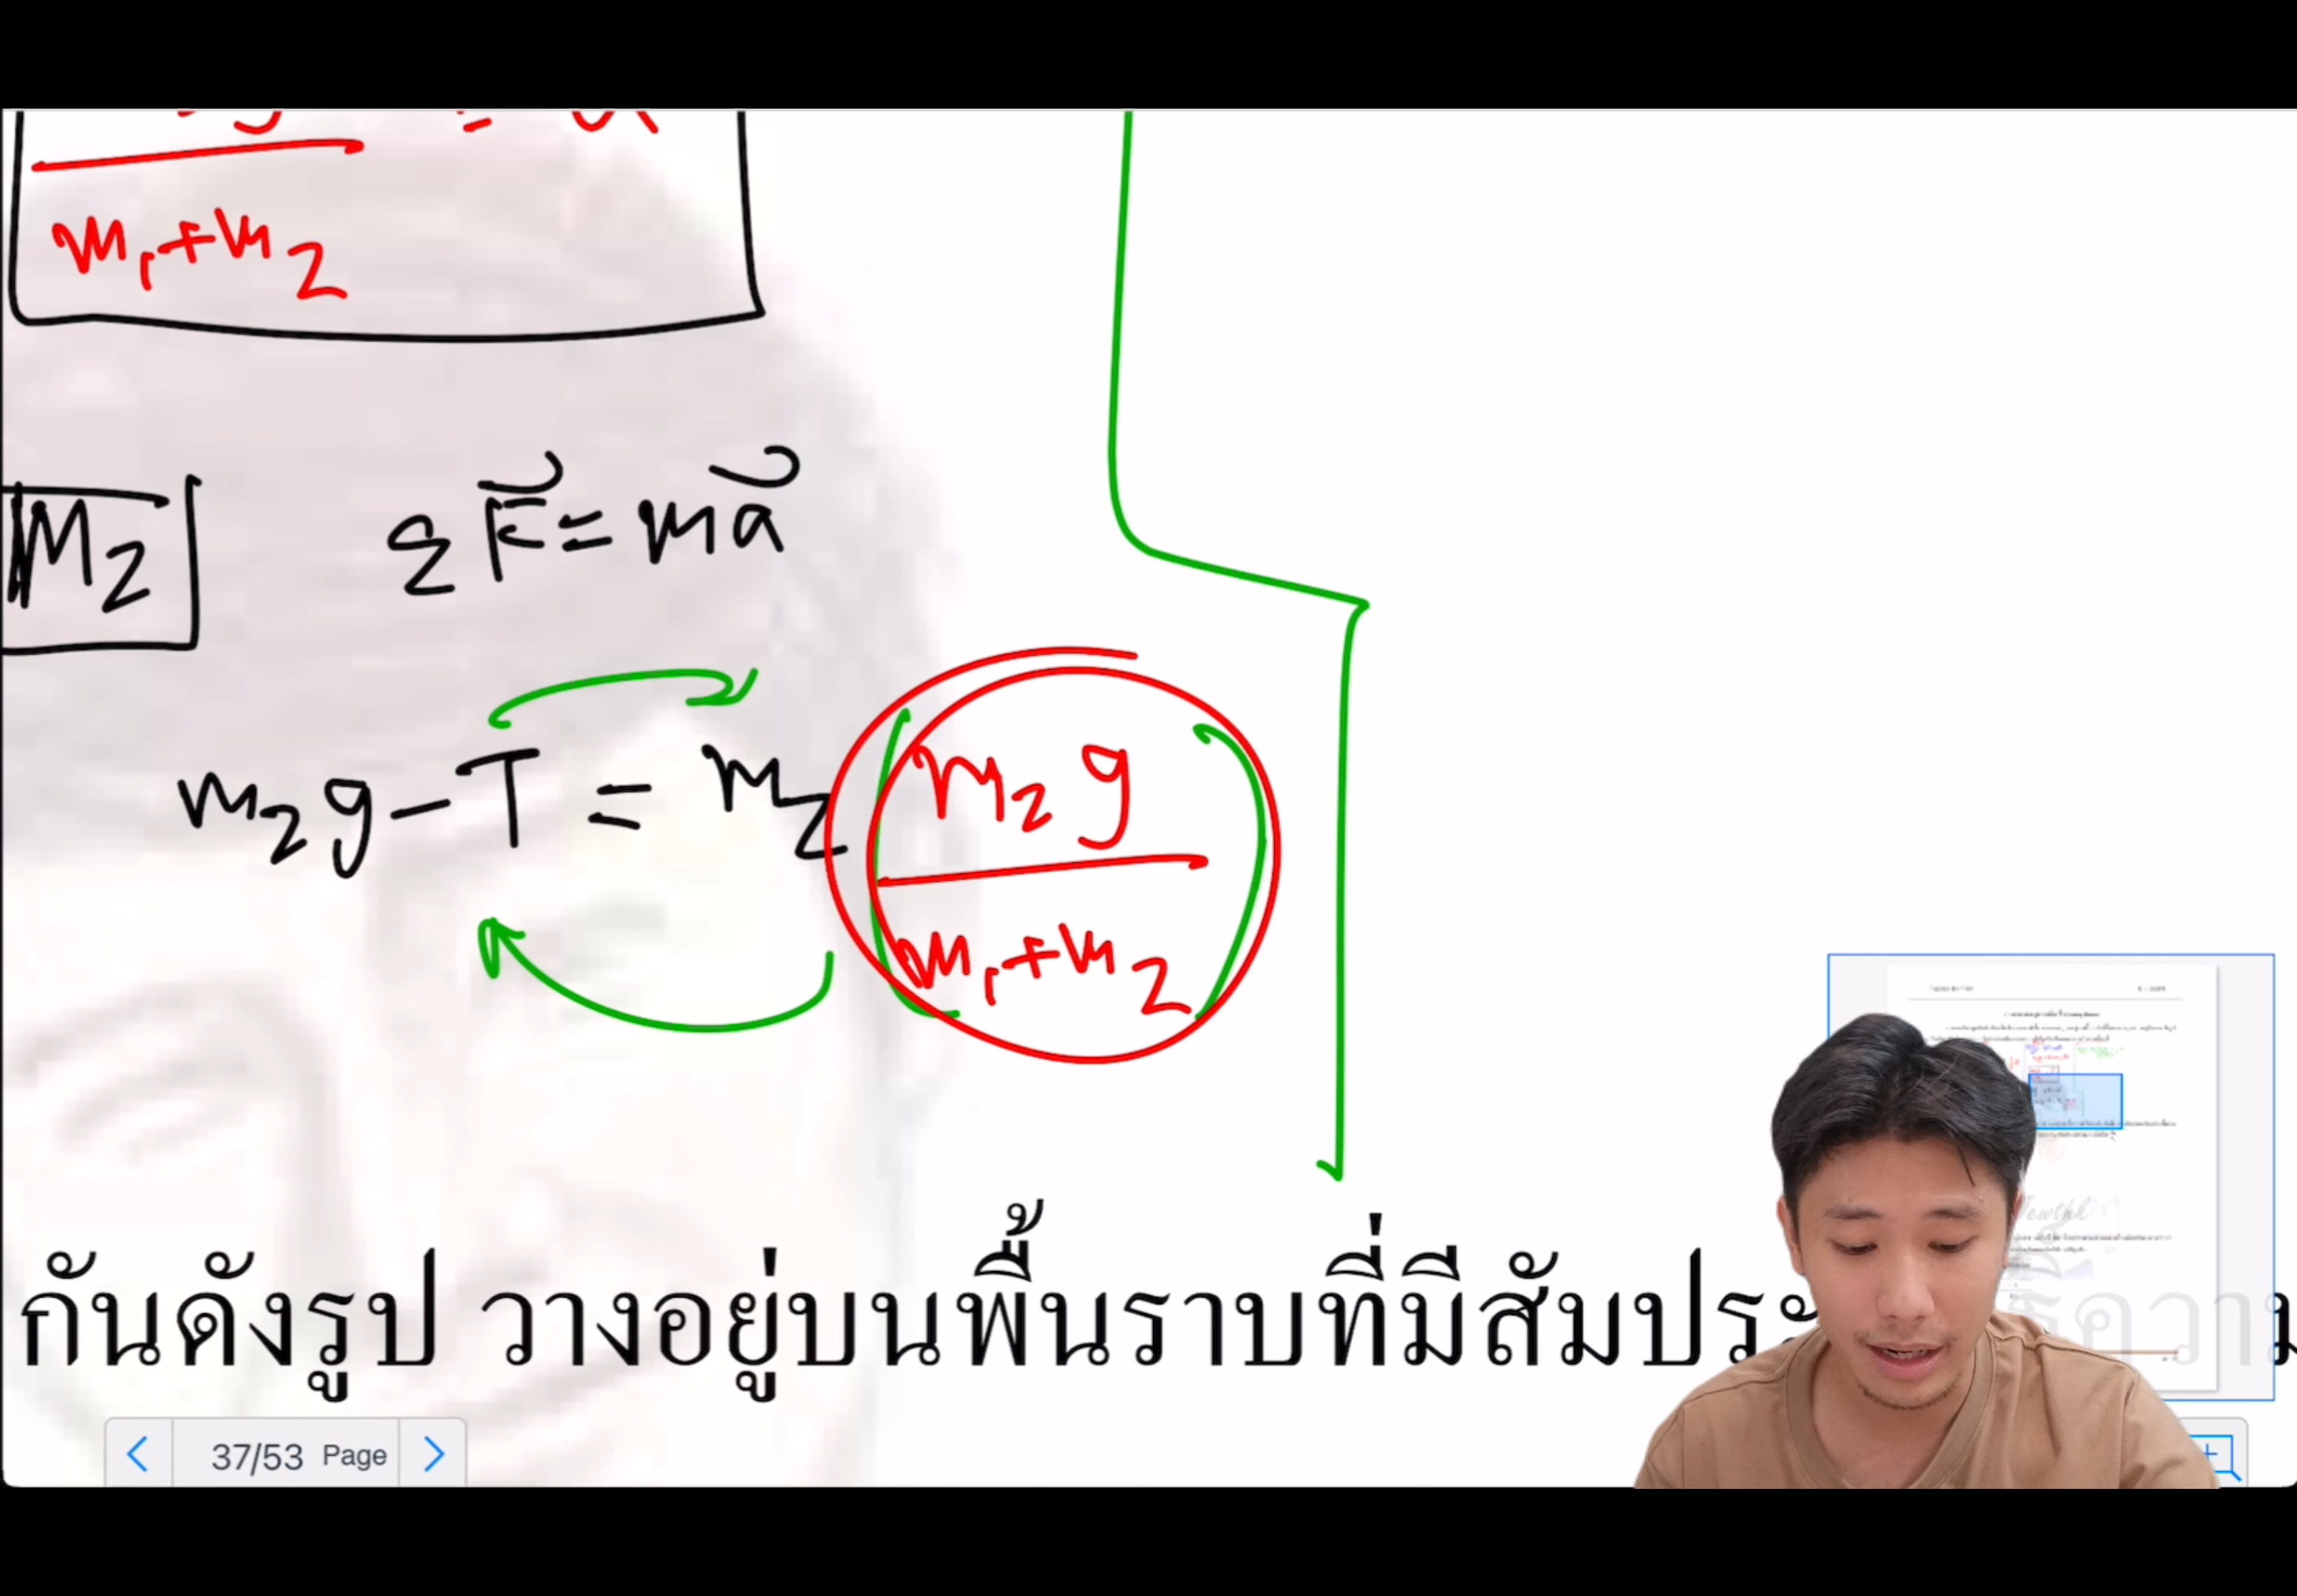 m₁+m₂
M₂
ΣF⃗=ma⃗
m₂g-T = m₂(m₂g/m₁+m₂)
กันดังรูป วางอยู่บนพื้นราบที่มีสัมประ
37/53 Page